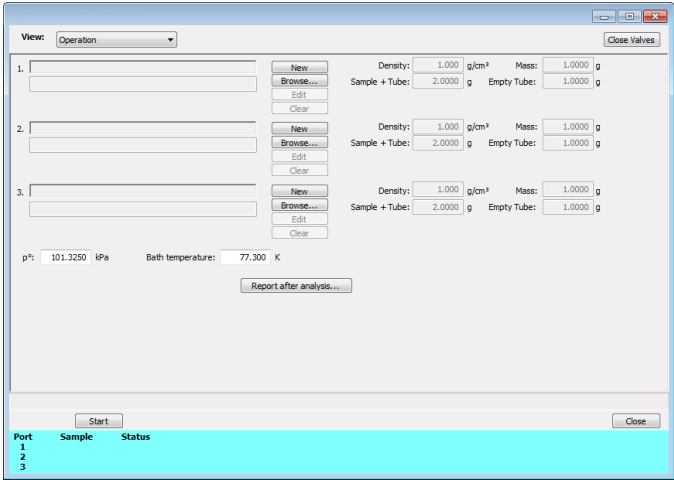 View: Operation Close Valves
1. New Density: 1.000 g/cm³ Mass: 1.0000 g
Browse... Sample + Tube: 2.0000 g Empty Tube: 1.0000 g
Edit
Clear
2. New Density: 1.000 g/cm³ Mass: 1.0000 g
Browse... Sample + Tube: 2.0000 g Empty Tube: 1.0000 g
Edit
Clear
3. New Density: 1.000 g/cm³ Mass: 1.0000 g
Browse... Sample + Tube: 2.0000 g Empty Tube: 1.0000 g
Edit
Clear
p°: 101.3250 kPa Bath temperature: 77.300 K
Report after analysis...
Start Close
Port Sample Status
1
2
3